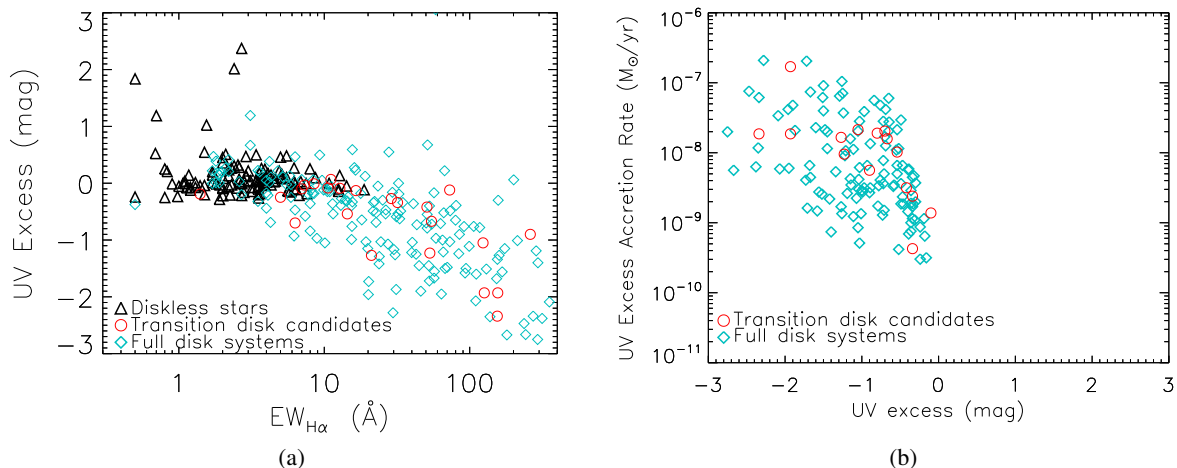 UV Excess (mag)
3
2
1
0
−1
−2
−3
Diskless stars
Transition disk candidates
Full disk systems
1
10
100
EW_Hα (Å)
(a)
UV Excess Accretion Rate (M☉/yr)
10^−6
10^−7
10^−8
10^−9
10^−10
10^−11
Transition disk candidates
Full disk systems
−3
−2
−1
0
1
2
3
UV excess (mag)
(b)